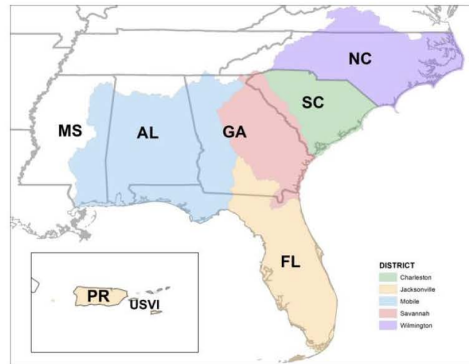 NC
SC
MS
AL
GA
FL
PR
USVI
DISTRICT
Charleston
Jacksonville
Mobile
Savannah
Wilmington